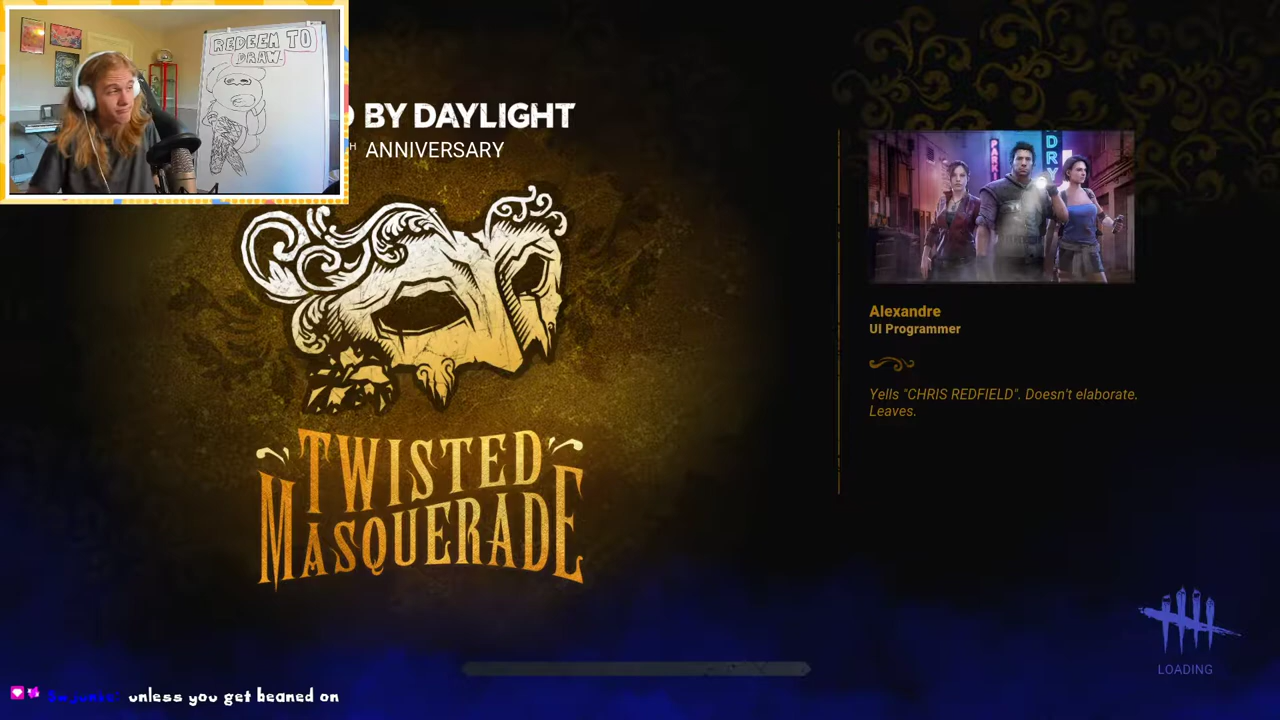 REDEEM TO
DRAW-
BY DAYLIGHT
H ANNIVERSARY
TWISTED
MASQUERADE
DRY
Alexandre
UI Programmer
Yells "CHRIS REDFIELD". Doesn't elaborate.
Leaves.
LOADING
unless you get beaned on